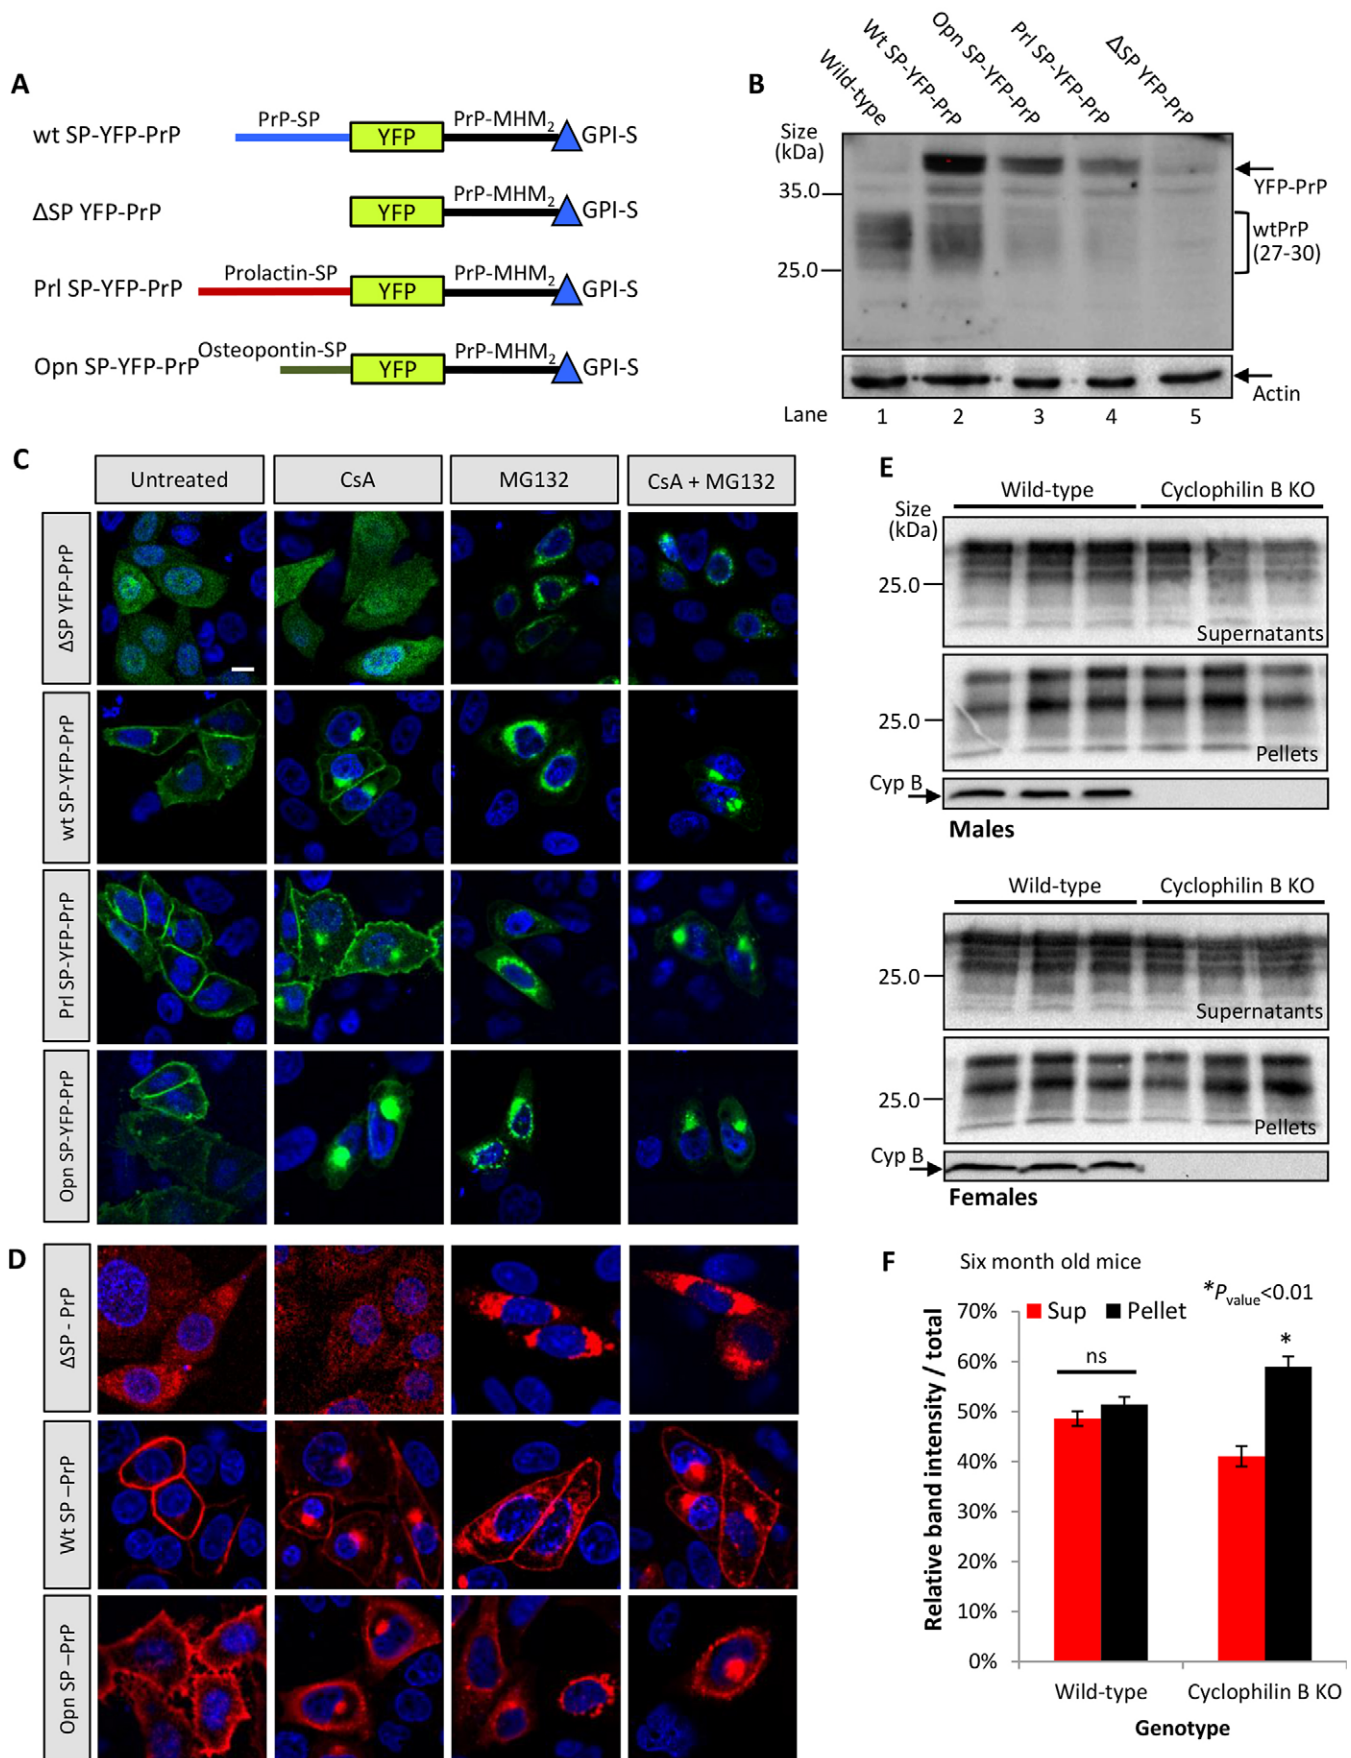 A
wt SP-YFP-PrP
PrP-SP
YFP
PrP-MHM2
GPI-S
ΔSP YFP-PrP
YFP
PrP-MHM2
GPI-S
Prl SP-YFP-PrP
Prolactin-SP
YFP
PrP-MHM2
GPI-S
Opn SP-YFP-PrP
Osteopontin-SP
YFP
PrP-MHM2
GPI-S
B
Wild-type
Wt SP-YFP-PrP
Opn SP-YFP-PrP
Prl SP-YFP-PrP
ΔSP YFP-PrP
Size
(kDa)
35.0
25.0
YFP-PrP
wtPrP
(27-30)
Actin
Lane 1 2 3 4 5
C
Untreated
CsA
MG132
CsA + MG132
ΔSP YFP-PrP
wt SP-YFP-PrP
Prl SP-YFP-PrP
Opn SP-YFP-PrP
D
ΔSP - PrP
Wt SP –PrP
Opn SP –PrP
E
Wild-type
Cyclophilin B KO
Size
(kDa)
25.0
Supernatants
25.0
Pellets
Cyp B
Males
Wild-type
Cyclophilin B KO
25.0
Supernatants
25.0
Pellets
Cyp B
Females
F
Six month old mice
*Pvalue<0.01
Sup
Pellet
Relative band intensity / total
70%
60%
50%
40%
30%
20%
10%
0%
ns
*
Wild-type
Cyclophilin B KO
Genotype